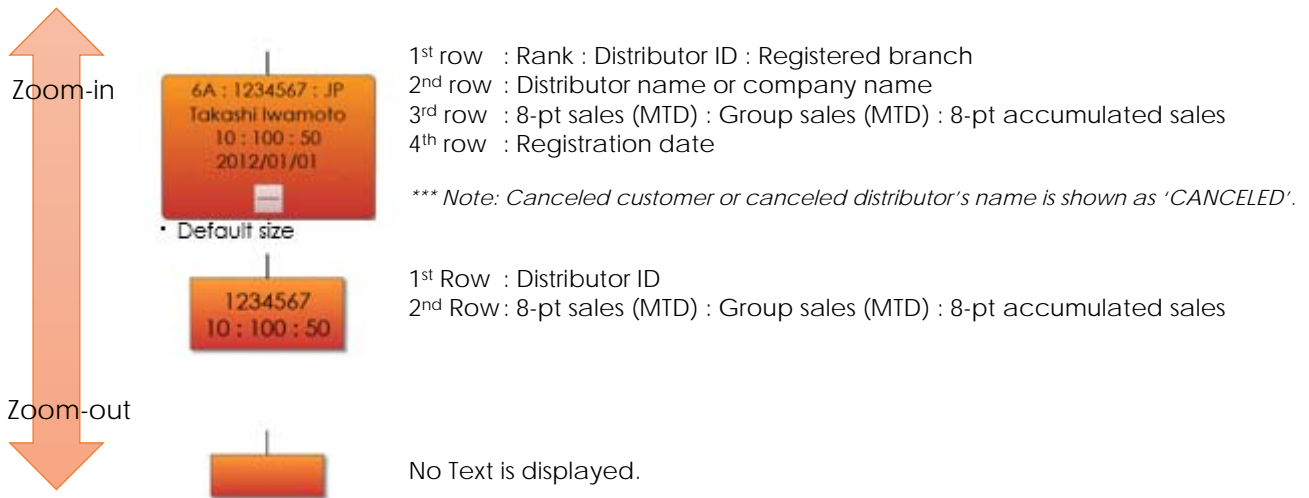 Zoom-in
6A : 1234567 : JP
Takashi Iwamoto
10 : 100 : 50
2012/01/01
• Default size
1st row : Rank : Distributor ID : Registered branch
2nd row : Distributor name or company name
3rd row : 8-pt sales (MTD) : Group sales (MTD) : 8-pt accumulated sales
4th row : Registration date
*** Note: Canceled customer or canceled distributor's name is shown as 'CANCELED'.
1234567
10 : 100 : 50
1st Row : Distributor ID
2nd Row : 8-pt sales (MTD) : Group sales (MTD) : 8-pt accumulated sales
Zoom-out
No Text is displayed.